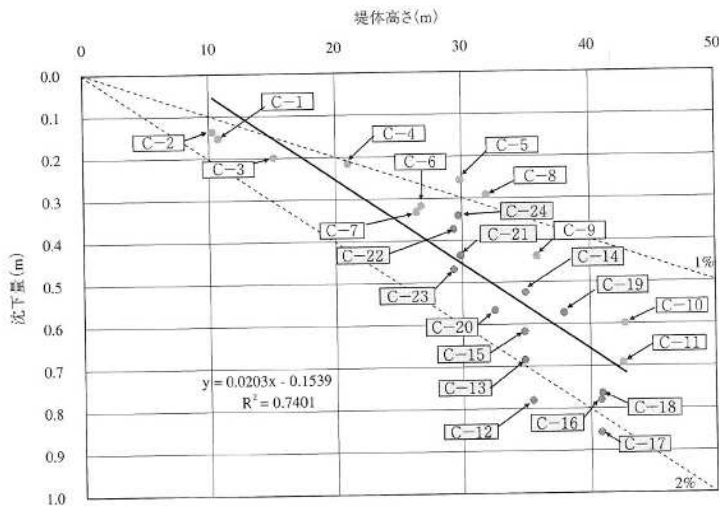 堤体高さ(m)
0 10 20 30 40 50
沈下量(m)
0.0
0.1
0.2
0.3
0.4
0.5
0.6
0.7
0.8
0.9
1.0
C-1
C-2
C-4
C-5
C-3
C-6
C-8
C-7
C-24
C-22
C-21
C-9
C-14
1%
C-23
C-19
C-20
C-10
C-15
C-11
C-13
y = 0.0203x - 0.1539
R² = 0.7401
C-18
C-16
C-12
C-17
2%